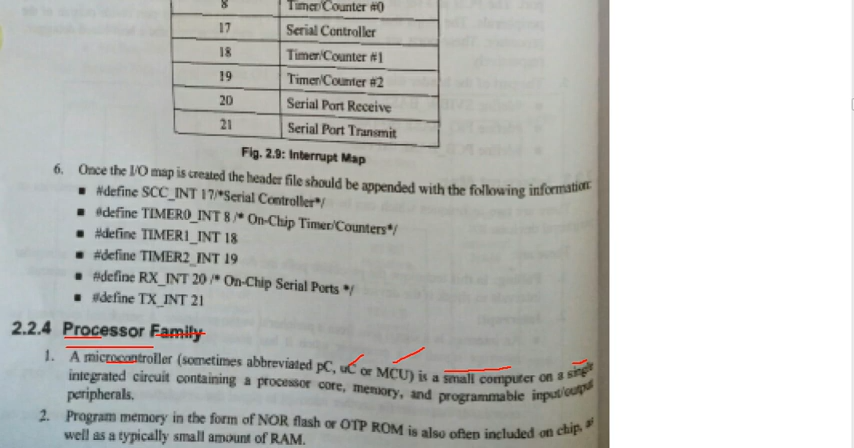 8 Timer/Counter #0
17 Serial Controller
18 Timer/Counter #1
19 Timer/Counter #2
20 Serial Port Receive
21 Serial Port Transmit
Fig. 2.9: Interrupt Map
6. Once the I/O map is created the header file should be appended with the following information:
■ #define SCC_INT 17/*Serial Controller*/
■ #define TIMER0_INT 8 /* On-Chip Timer/Counters*/
■ #define TIMER1_INT 18
■ #define TIMER2_INT 19
■ #define RX_INT 20 /* On-Chip Serial Ports */
■ #define TX_INT 21
2.2.4 Processor Family
1. A microcontroller (sometimes abbreviated pC, uC or MCU) is a small computer on a single
integrated circuit containing a processor core, memory, and programmable input/output
peripherals.
2. Program memory in the form of NOR flash or OTP ROM is also often included on chip, as
well as a typically small amount of RAM.